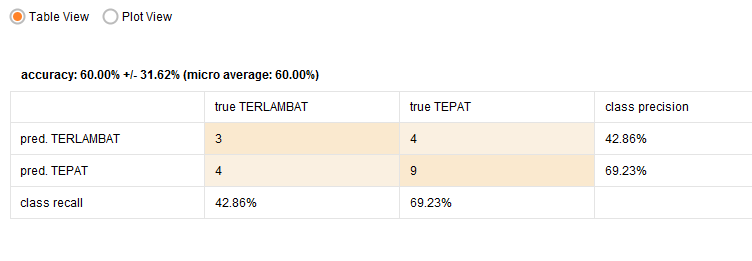 Table View Plot View
accuracy: 60.00% +/- 31.62% (micro average: 60.00%)
true TERLAMBAT true TEPAT class precision
pred. TERLAMBAT 3 4 42.86%
pred. TEPAT 4 9 69.23%
class recall 42.86% 69.23%